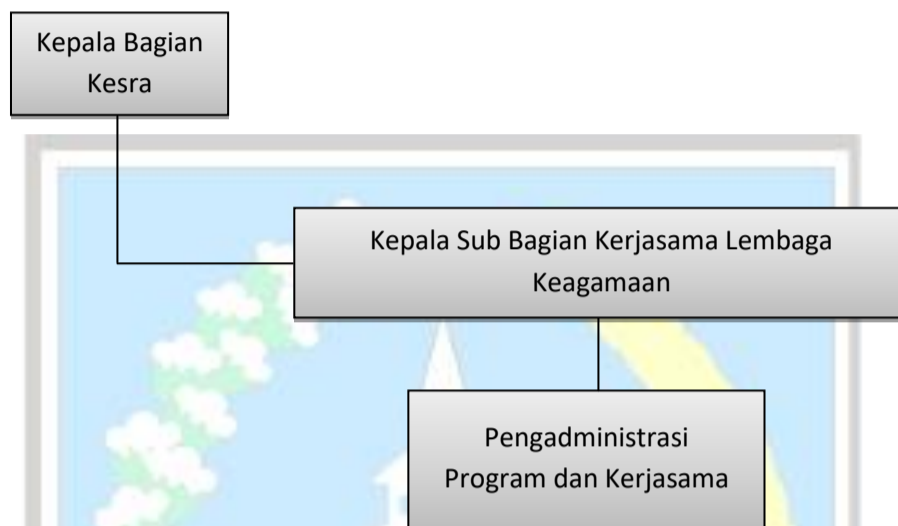 Kepala Bagian
Kesra
Kepala Sub Bagian Kerjasama Lembaga
Keagamaan
Pengadministrasi
Program dan Kerjasama